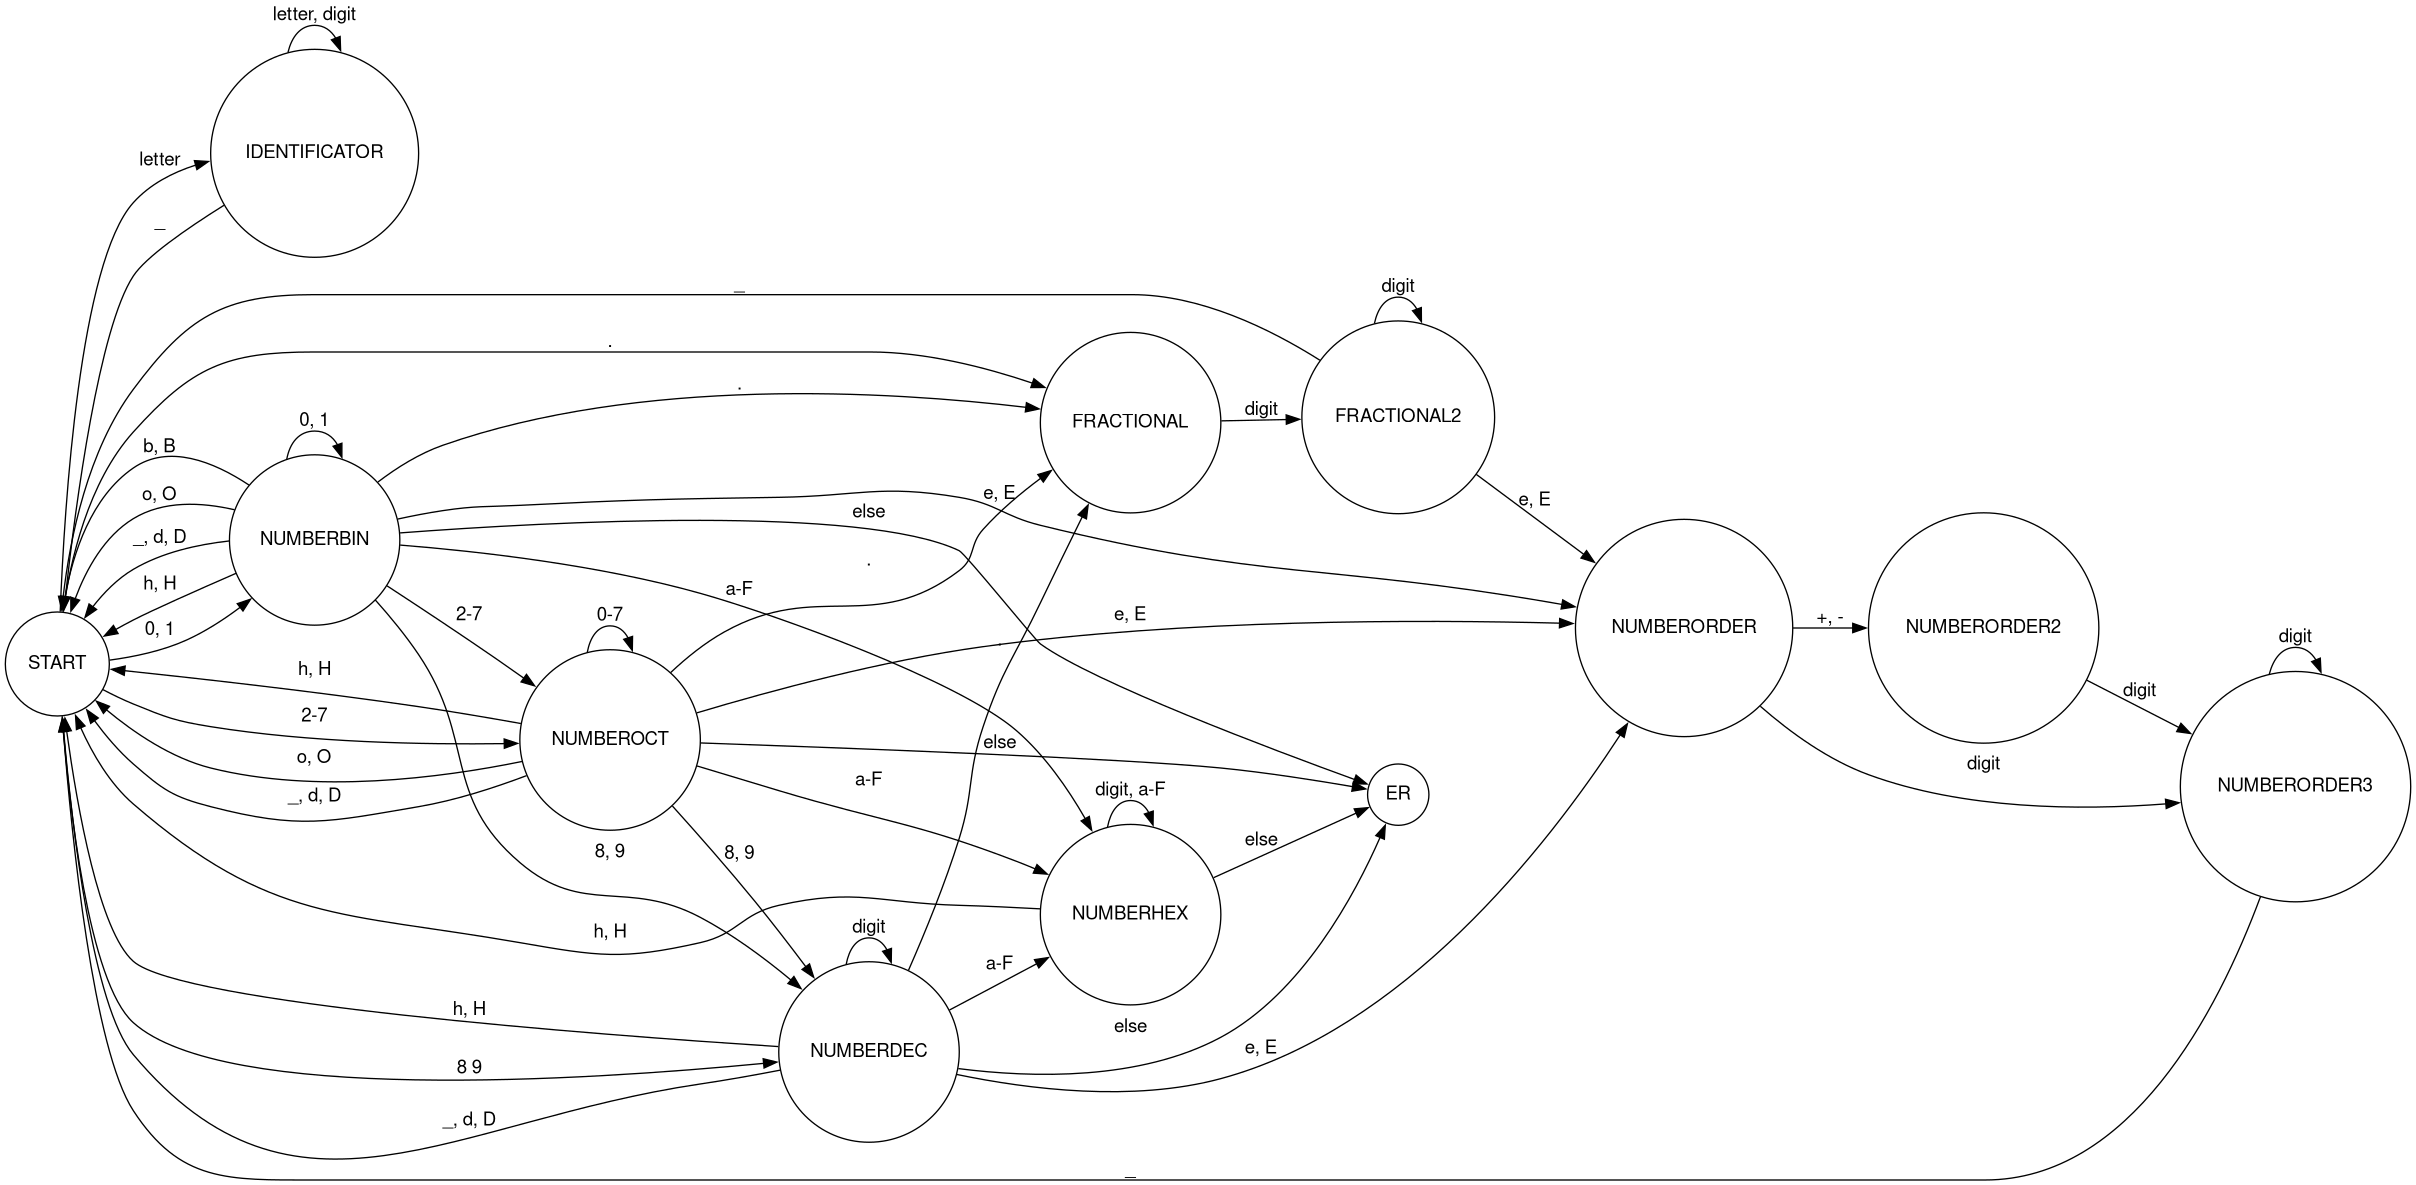 letter, digit
IDENTIFICATOR
letter
_
digit
_
.
.
digit
FRACTIONAL
FRACTIONAL2
0, 1
b, B
o, O
e, E
e, E
else
NUMBERBIN
_, d, D
.
h, H
a-F
2-7
0-7
e, E
0, 1
NUMBERORDER
+, -
NUMBERORDER2
digit
.
START
h, H
digit
2-7
NUMBEROCT
else
o, O
digit
a-F
digit, a-F
NUMBERORDER3
_, d, D
ER
else
8, 9
8, 9
NUMBERHEX
h, H
digit
a-F
h, H
else
NUMBERDEC
e, E
8 9
_, d, D
_